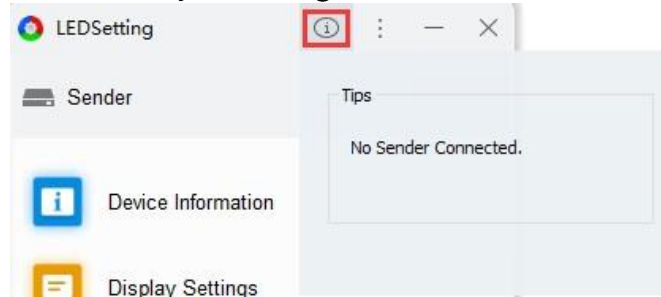 LEDSetting
Sender
Tips
No Sender Connected.
Device Information
Display Settings